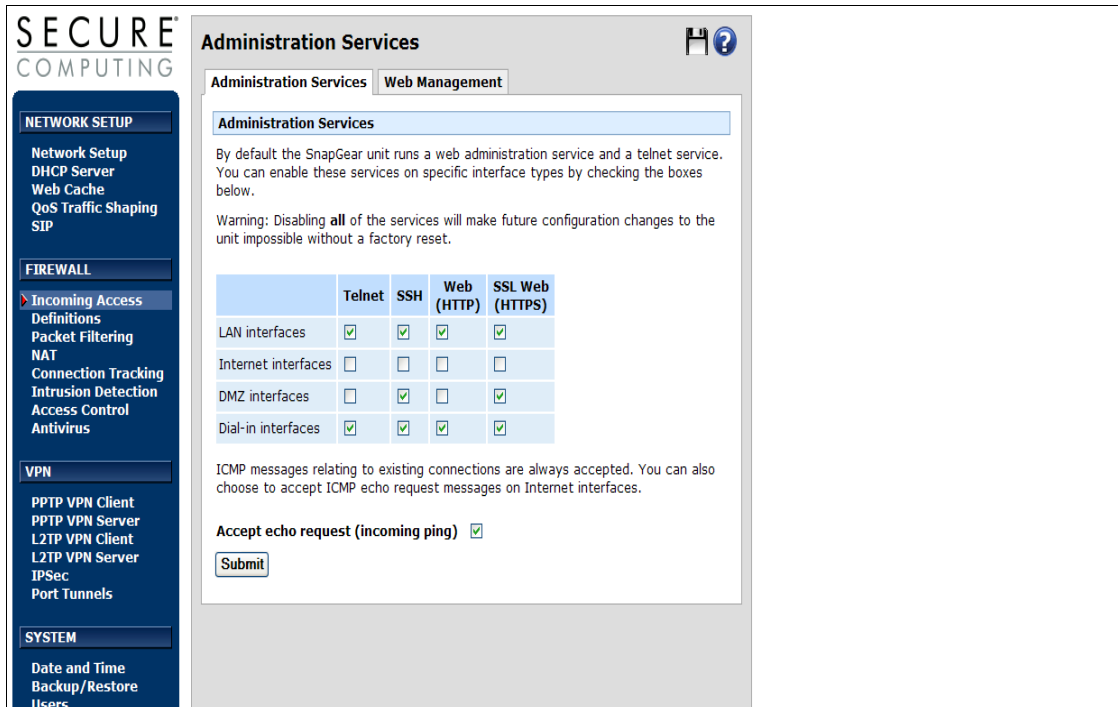 SECURE
COMPUTING
NETWORK SETUP
Network Setup
DHCP Server
Web Cache
QoS Traffic Shaping
SIP
FIREWALL
Incoming Access
Definitions
Packet Filtering
NAT
Connection Tracking
Intrusion Detection
Access Control
Antivirus
VPN
PPTP VPN Client
PPTP VPN Server
L2TP VPN Client
L2TP VPN Server
IPSec
Port Tunnels
SYSTEM
Date and Time
Backup/Restore
Users
Administration Services
Administration Services Web Management
Administration Services
By default the SnapGear unit runs a web administration service and a telnet service.
You can enable these services on specific interface types by checking the boxes
below.
Warning: Disabling all of the services will make future configuration changes to the
unit impossible without a factory reset.
Telnet SSH Web (HTTP) SSL Web (HTTPS)
LAN interfaces
Internet interfaces
DMZ interfaces
Dial-in interfaces
ICMP messages relating to existing connections are always accepted. You can also
choose to accept ICMP echo request messages on Internet interfaces.
Accept echo request (incoming ping)
Submit